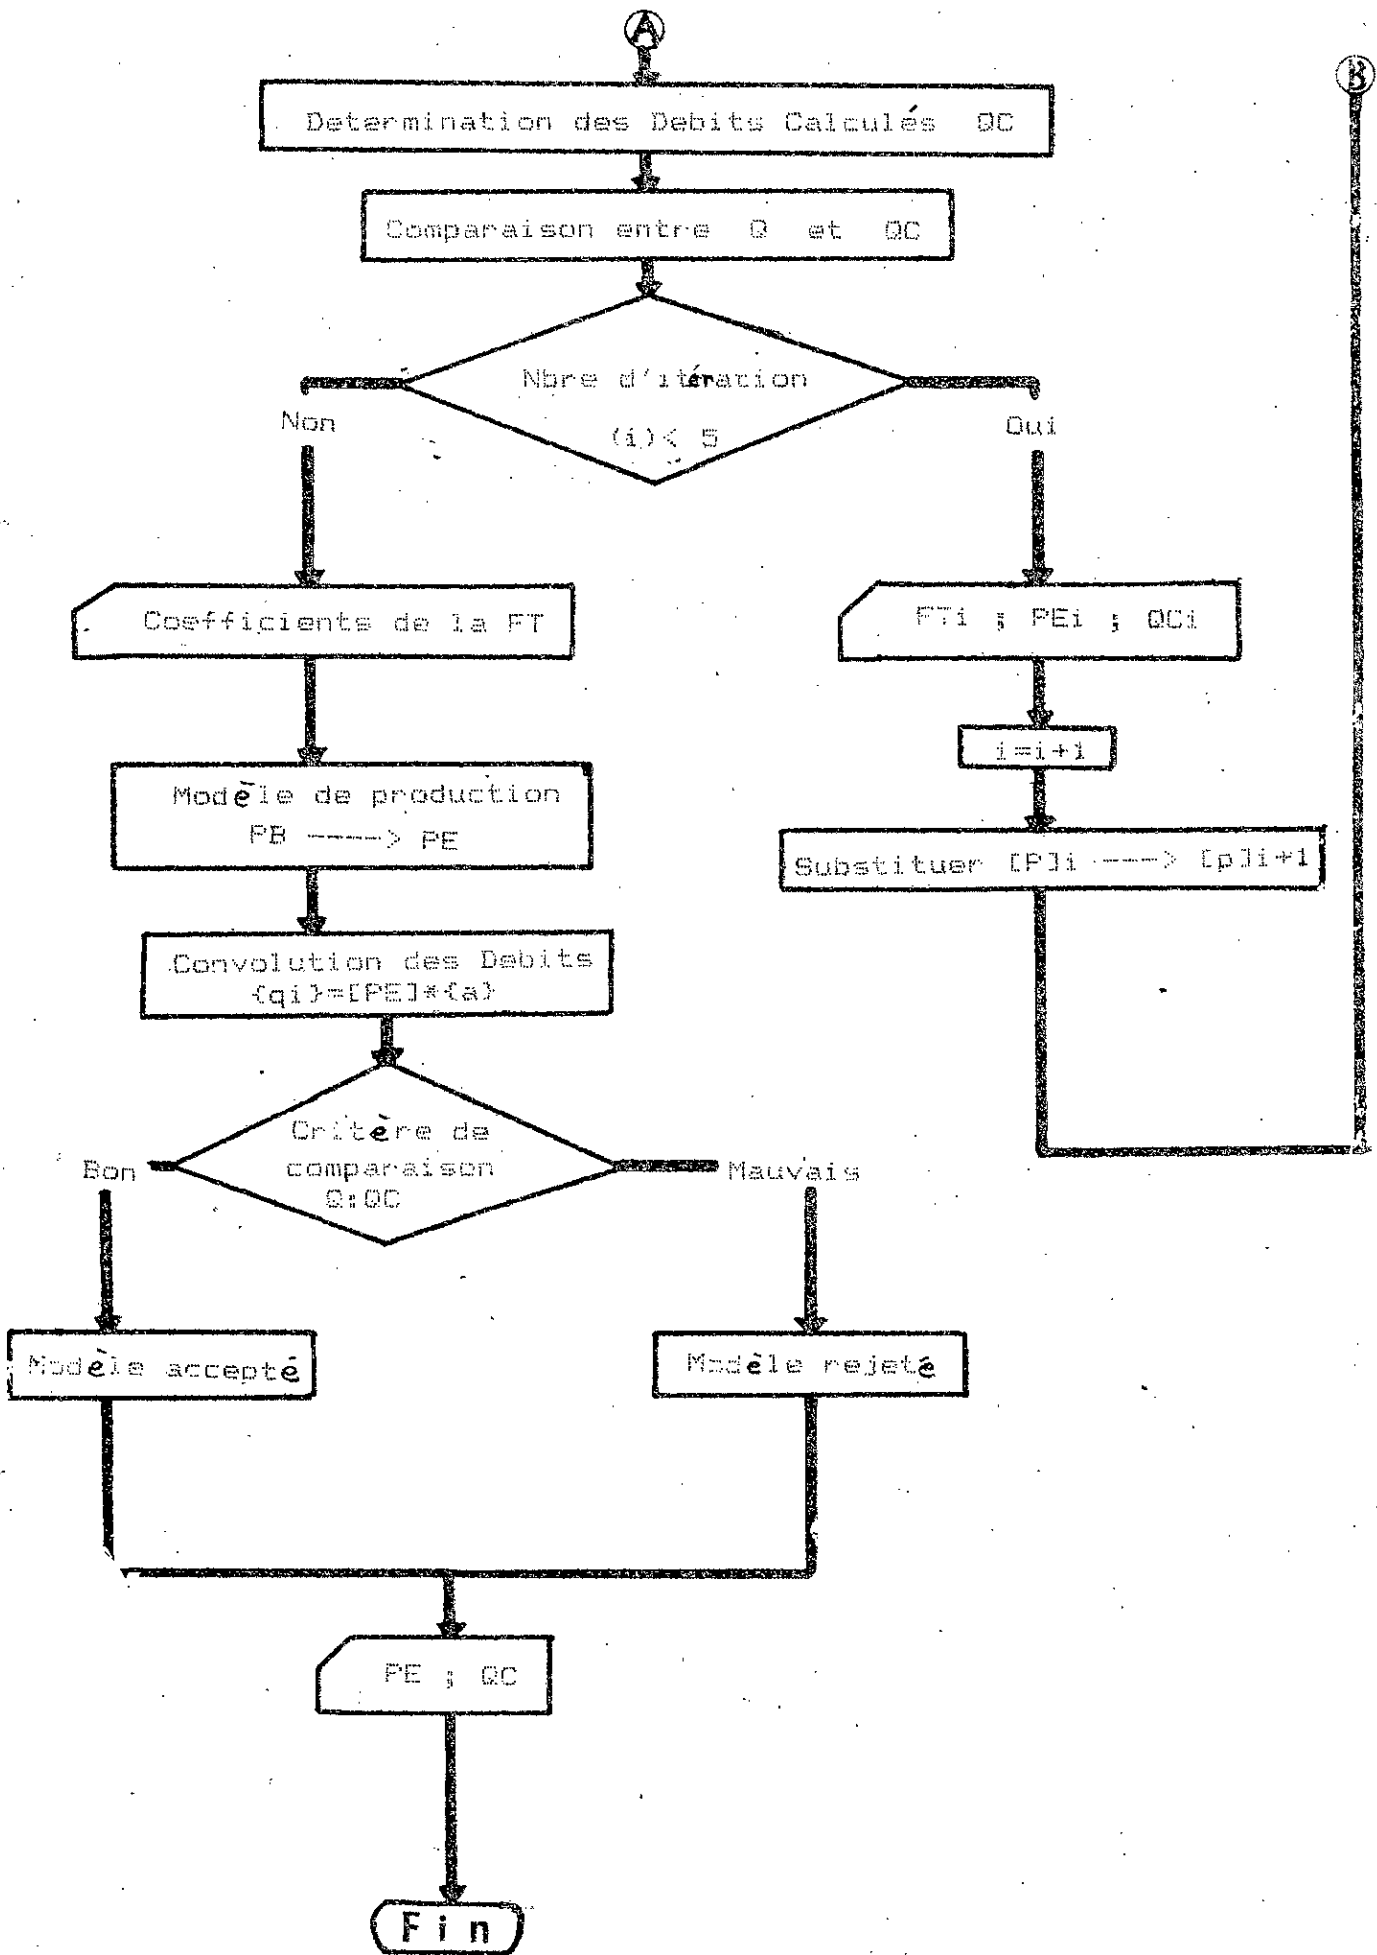 A
B
Determination des Debits Calculés QC
Comparaison entre Q et QC
Nbre d'itération
(i)< 5
Non
Oui
Coefficients de la FT
FTi ; PEi ; QCi
i=i+1
Modèle de production
PB ----> PE
Substituer [P]i ----> [p]i+1
Convolution des Debits
{qi}=[PE]*{a}
Critère de
comparaison
Q:QC
Bon
Mauvais
Modèle accepté
Modèle rejeté
PE ; QC
Fin